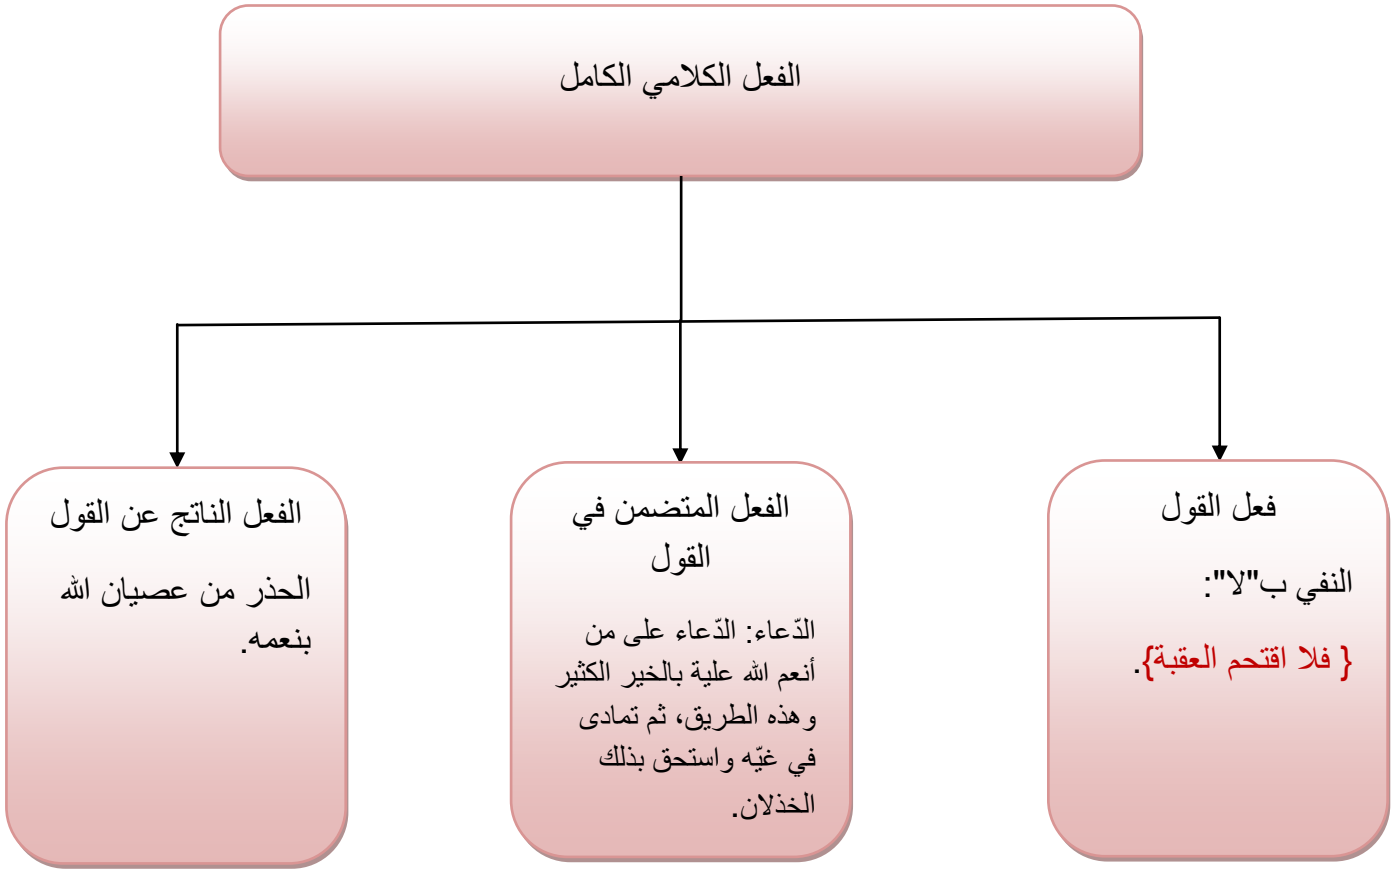 الفعل الكلامي الكامل
فعل القول
النفي ب"لا":
{ فلا اقتحم العقبة}.
الفعل المتضمن في
القول
الدّعاء: الدّعاء على من
أنعم الله علية بالخير الكثير
وهذه الطريق، ثم تمادى
في غيّه واستحق بذلك
الخذلان.
الفعل الناتج عن القول
الحذر من عصيان الله
بنعمه.